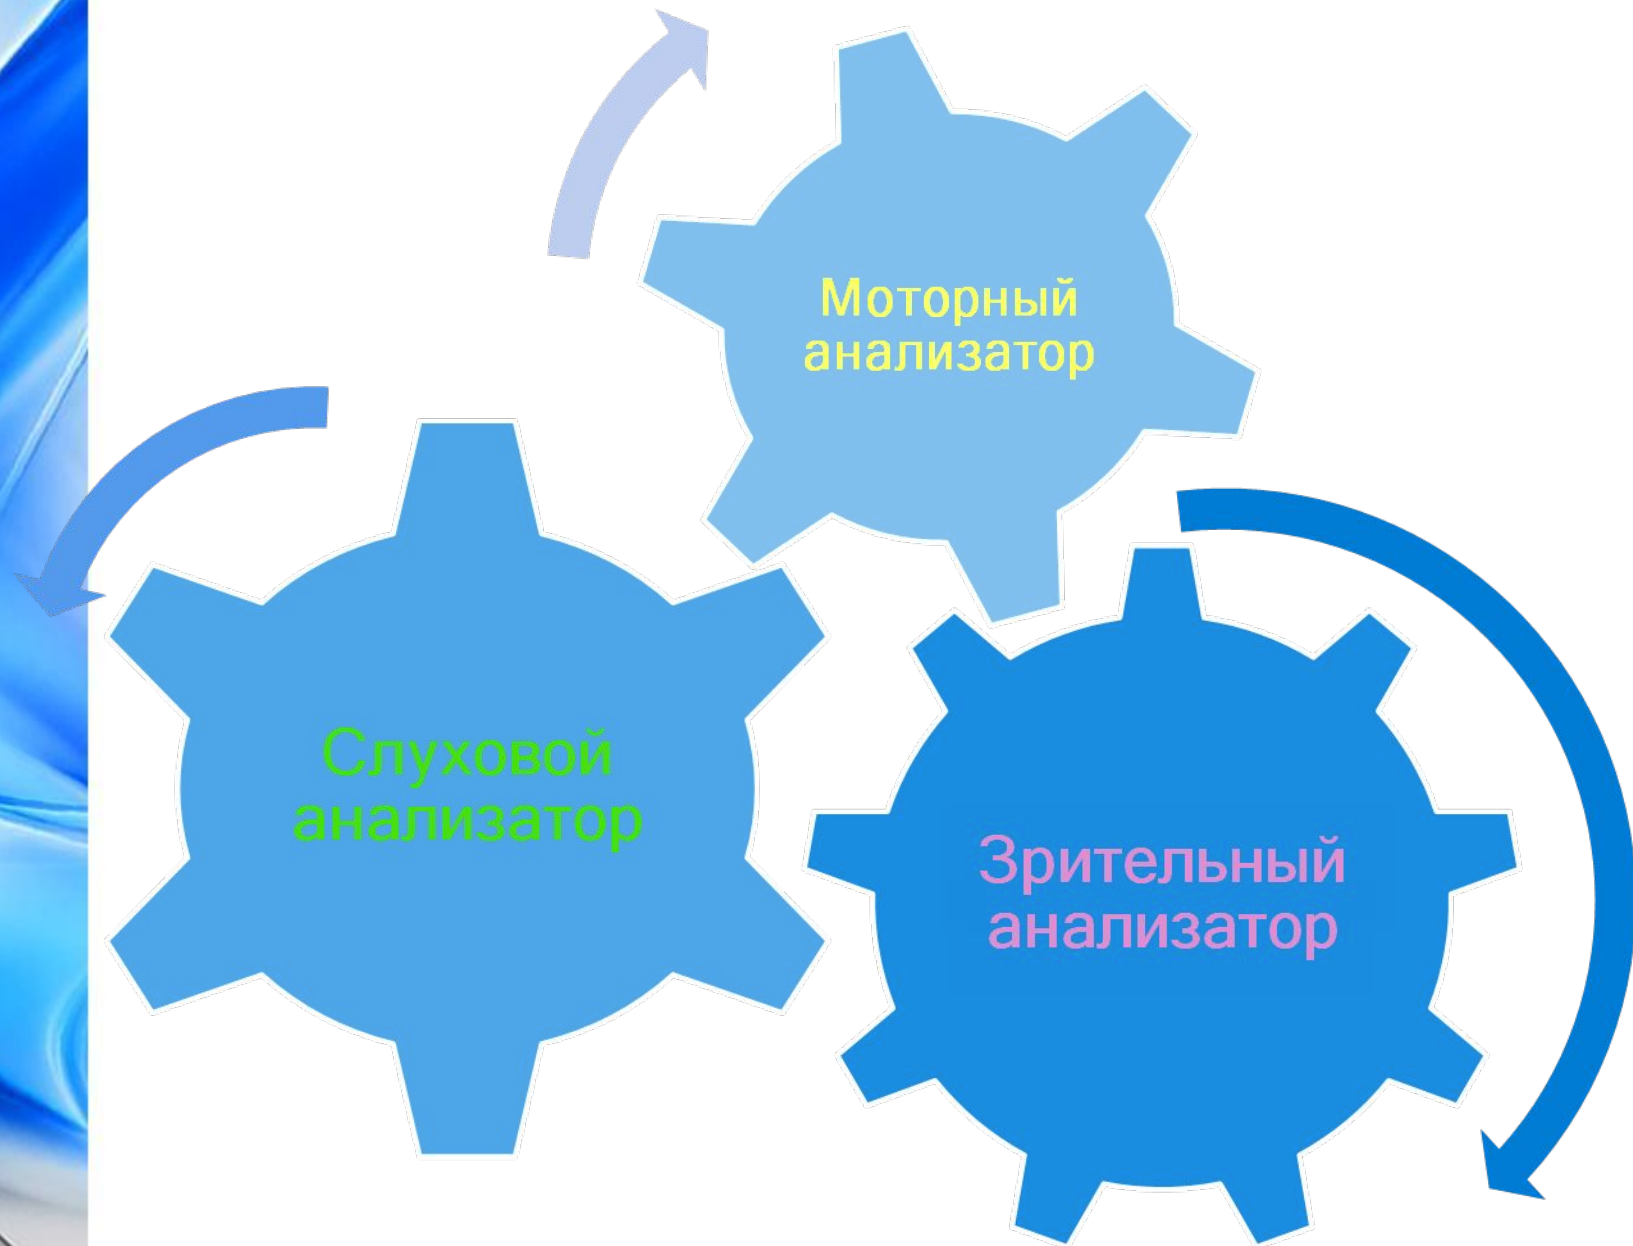 Моторный
анализатор
Слуховой
анализатор
Зрительный
анализатор